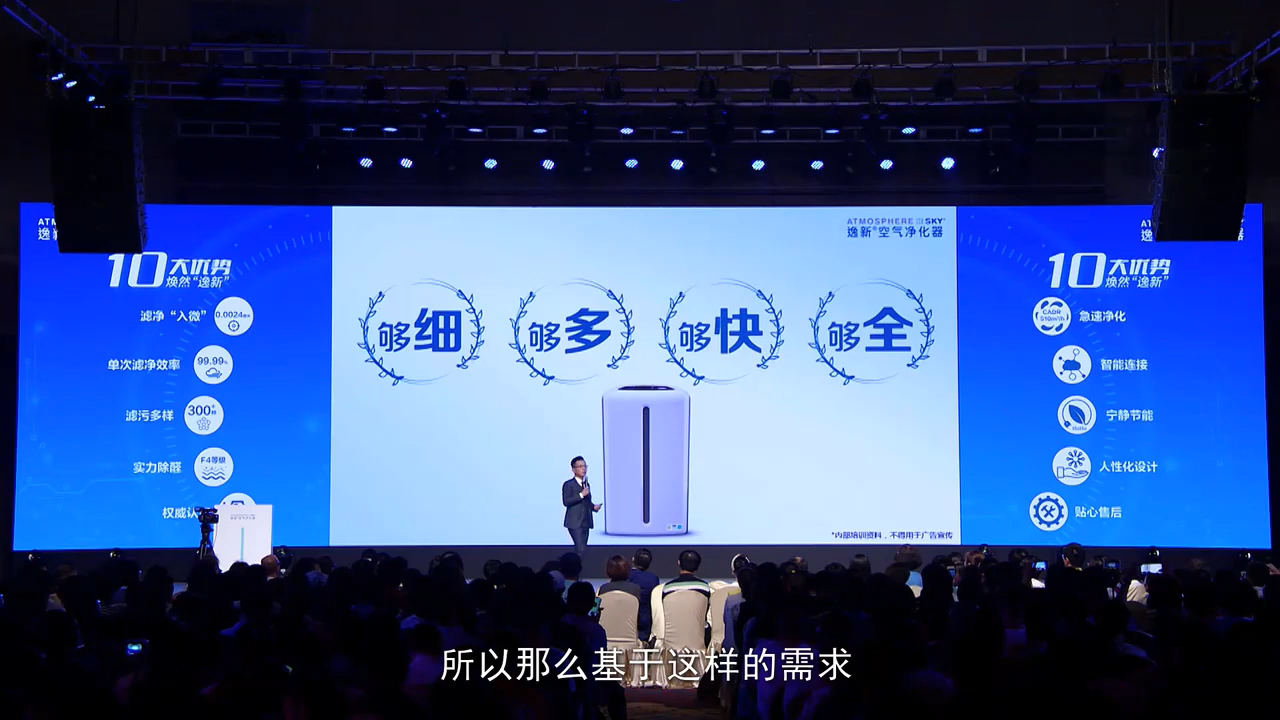 ATM
逸新
10大优势
焕然“逸新”
滤净“入微”
0.0024
单次滤净效率
99.99%
滤污多样
300
实力除醛
F4等级
权威认
ATMOSPHERE SKY
逸新®空气净化器
够细
够多
够快
够全
*内部培训资料，不得用于广告宣传
10大优势
焕然“逸新”
CADR
510m³/h
急速净化
智能连接
宁静节能
人性化设计
贴心售后
所以那么基于这样的需求